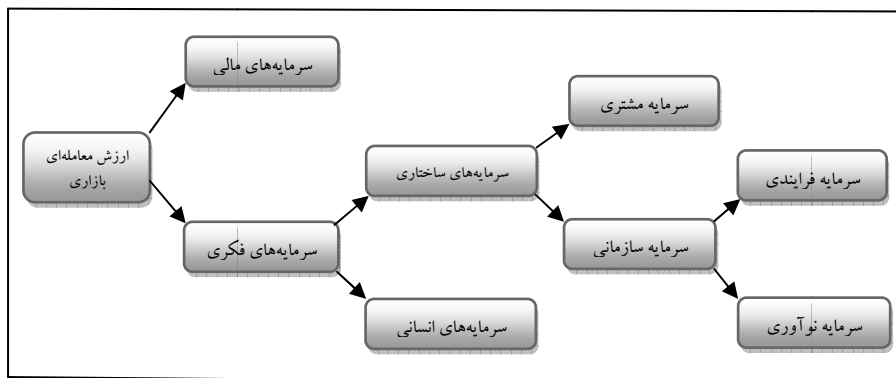 سرمایه‌های مالی
سرمایه مشتری
ارزش معامله‌ای
بازاری
سرمایه‌های ساختاری
سرمایه فرایندی
سرمایه‌های فکری
سرمایه سازمانی
سرمایه‌های انسانی
سرمایه نوآوری